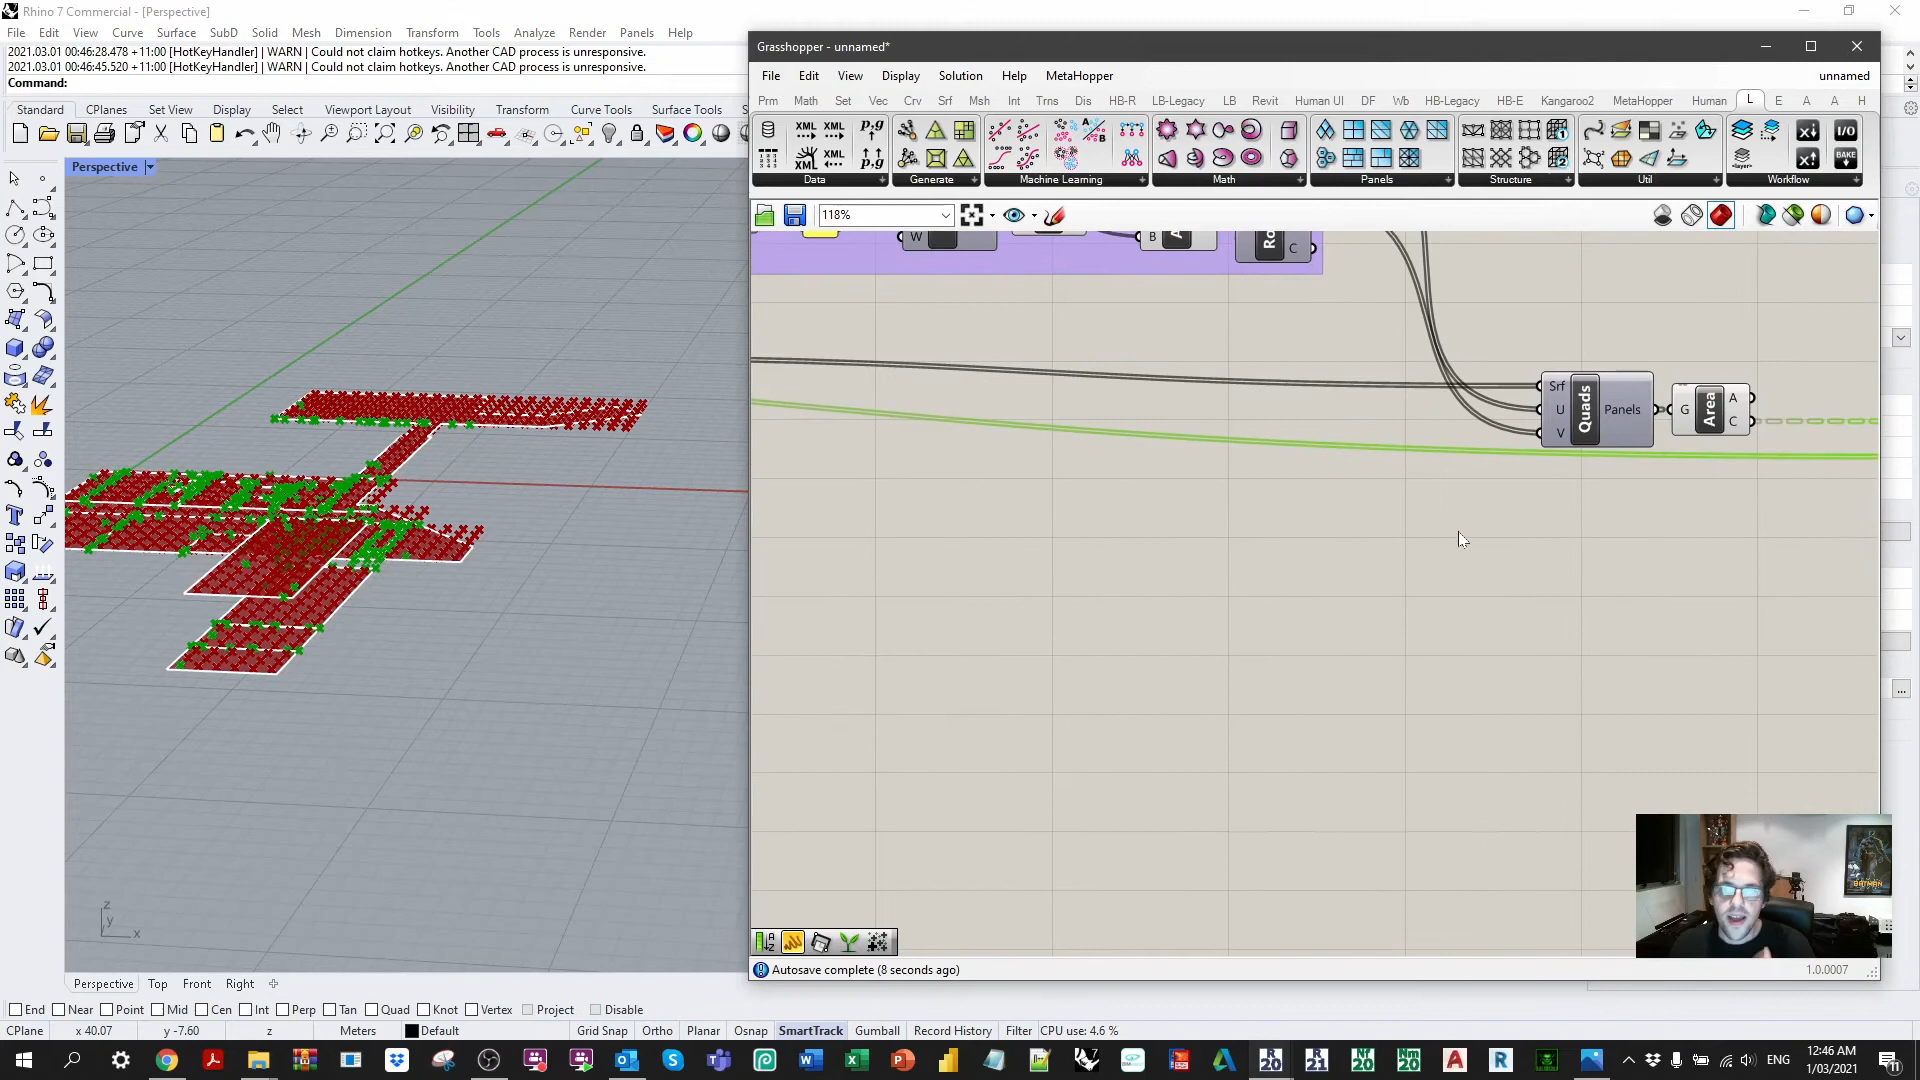 Rhino 7 Commercial - [Perspective]
File Edit View Curve Surface SubD Solid Mesh Dimension Transform Tools Analyze Render Panels Help
2021.03.01 00:46:28.478 +11:00 [HotKeyHandler] | WARN | Could not claim hotkeys. Another CAD process is unresponsive.
2021.03.01 00:46:45.520 +11:00 [HotKeyHandler] | WARN | Could not claim hotkeys. Another CAD process is unresponsive.
Command:
Standard CPlanes Set View Display Select Viewport Layout Visibility Transform Curve Tools Surface Tools S
Perspective
z
y
x
Grasshopper - unnamed*
File Edit View Display Solution Help MetaHopper unnamed
Prm Math Set Vec Crv Srf Msh Int Trns Dis HB-R LB-Legacy LB Revit Human UI DF Wb HB-Legacy HB-E Kangaroo2 MetaHopper Human L E A A H
XML XML p,g
XML XML p,g
I/O
BAKE
Data Generate Machine Learning Math Panels Structure Util Workflow
118%
W B A Ro C
Srf
U
V
Quads
Panels
G
Area
A
C
BATMAN
Autosave complete (8 seconds ago) 1.0.0007
Perspective Top Front Right
End Near Point Mid Cen Int Perp Tan Quad Knot Vertex Project Disable
CPlane x 40.07 y -7.60 z Meters Default Grid Snap Ortho Planar Osnap SmartTrack Gumball Record History Filter CPU use: 4.6 %
ENG
12:46 AM
1/03/2021